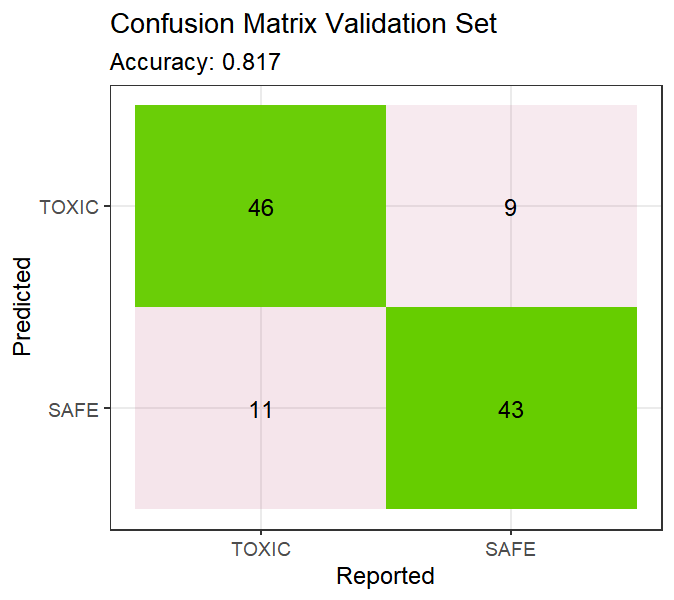 Confusion Matrix Validation Set
Accuracy: 0.817
TOXIC
46
9
Predicted
SAFE
11
43
TOXIC
SAFE
Reported